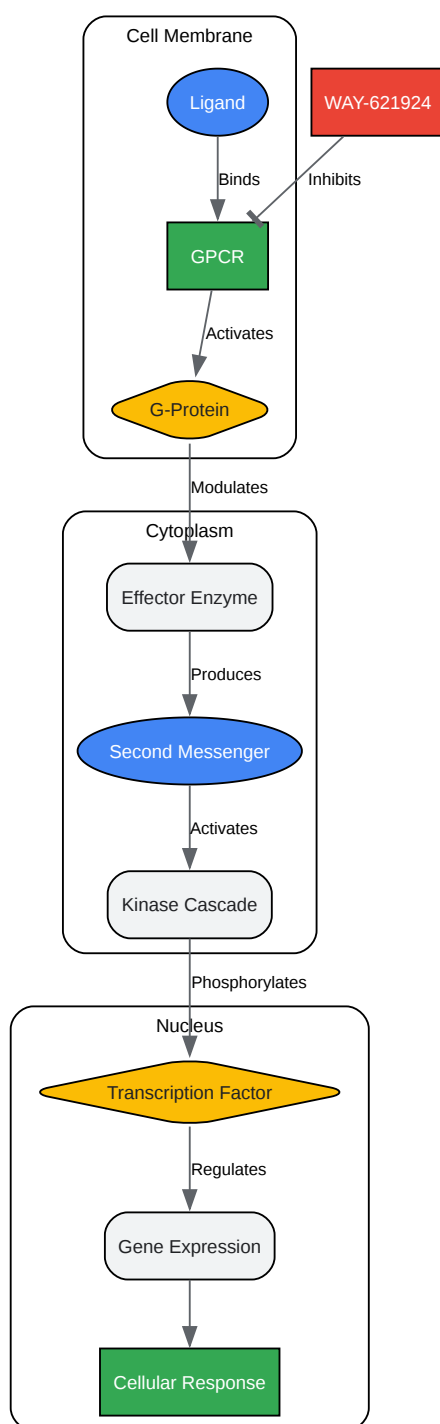 Cell Membrane
Ligand
WAY-621924
Binds
Inhibits
GPCR
Activates
G-Protein
Modulates
Cytoplasm
Effector Enzyme
Produces
Second Messenger
Activates
Kinase Cascade
Phosphorylates
Nucleus
Transcription Factor
Regulates
Gene Expression
Cellular Response